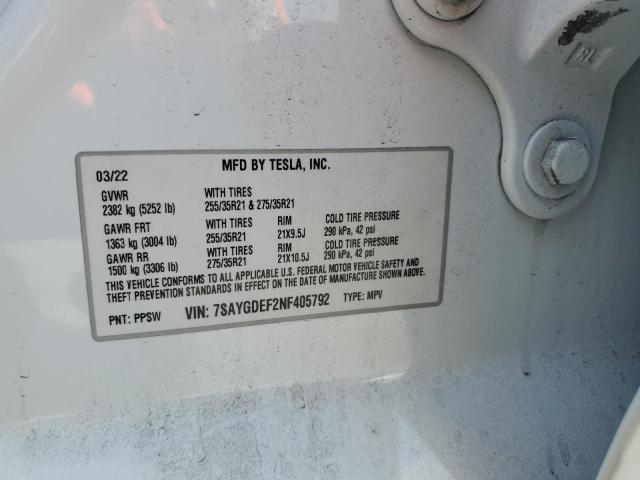 RL
MFD BY TESLA, INC.
03/22
GVWR WITH TIRES
2382 kg (5252 lb) 255/35R21 & 275/35R21
GAWR FRT WITH TIRES RIM COLD TIRE PRESSURE
1363 kg (3004 lb) 255/35R21 21X9.5J 290 kPa, 42 psi
GAWR RR WITH TIRES RIM COLD TIRE PRESSURE
1500 kg (3306 lb) 275/35R21 21X10.5J 290 kPa, 42 psi
THIS VEHICLE CONFORMS TO ALL APPLICABLE U.S. FEDERAL MOTOR VEHICLE SAFETY AND
THEFT PREVENTION STANDARDS IN EFFECT ON THE DATE OF MANUFACTURE SHOWN ABOVE.
PNT: PPSW VIN: 7SAYGDEF2NF405792 TYPE: MPV